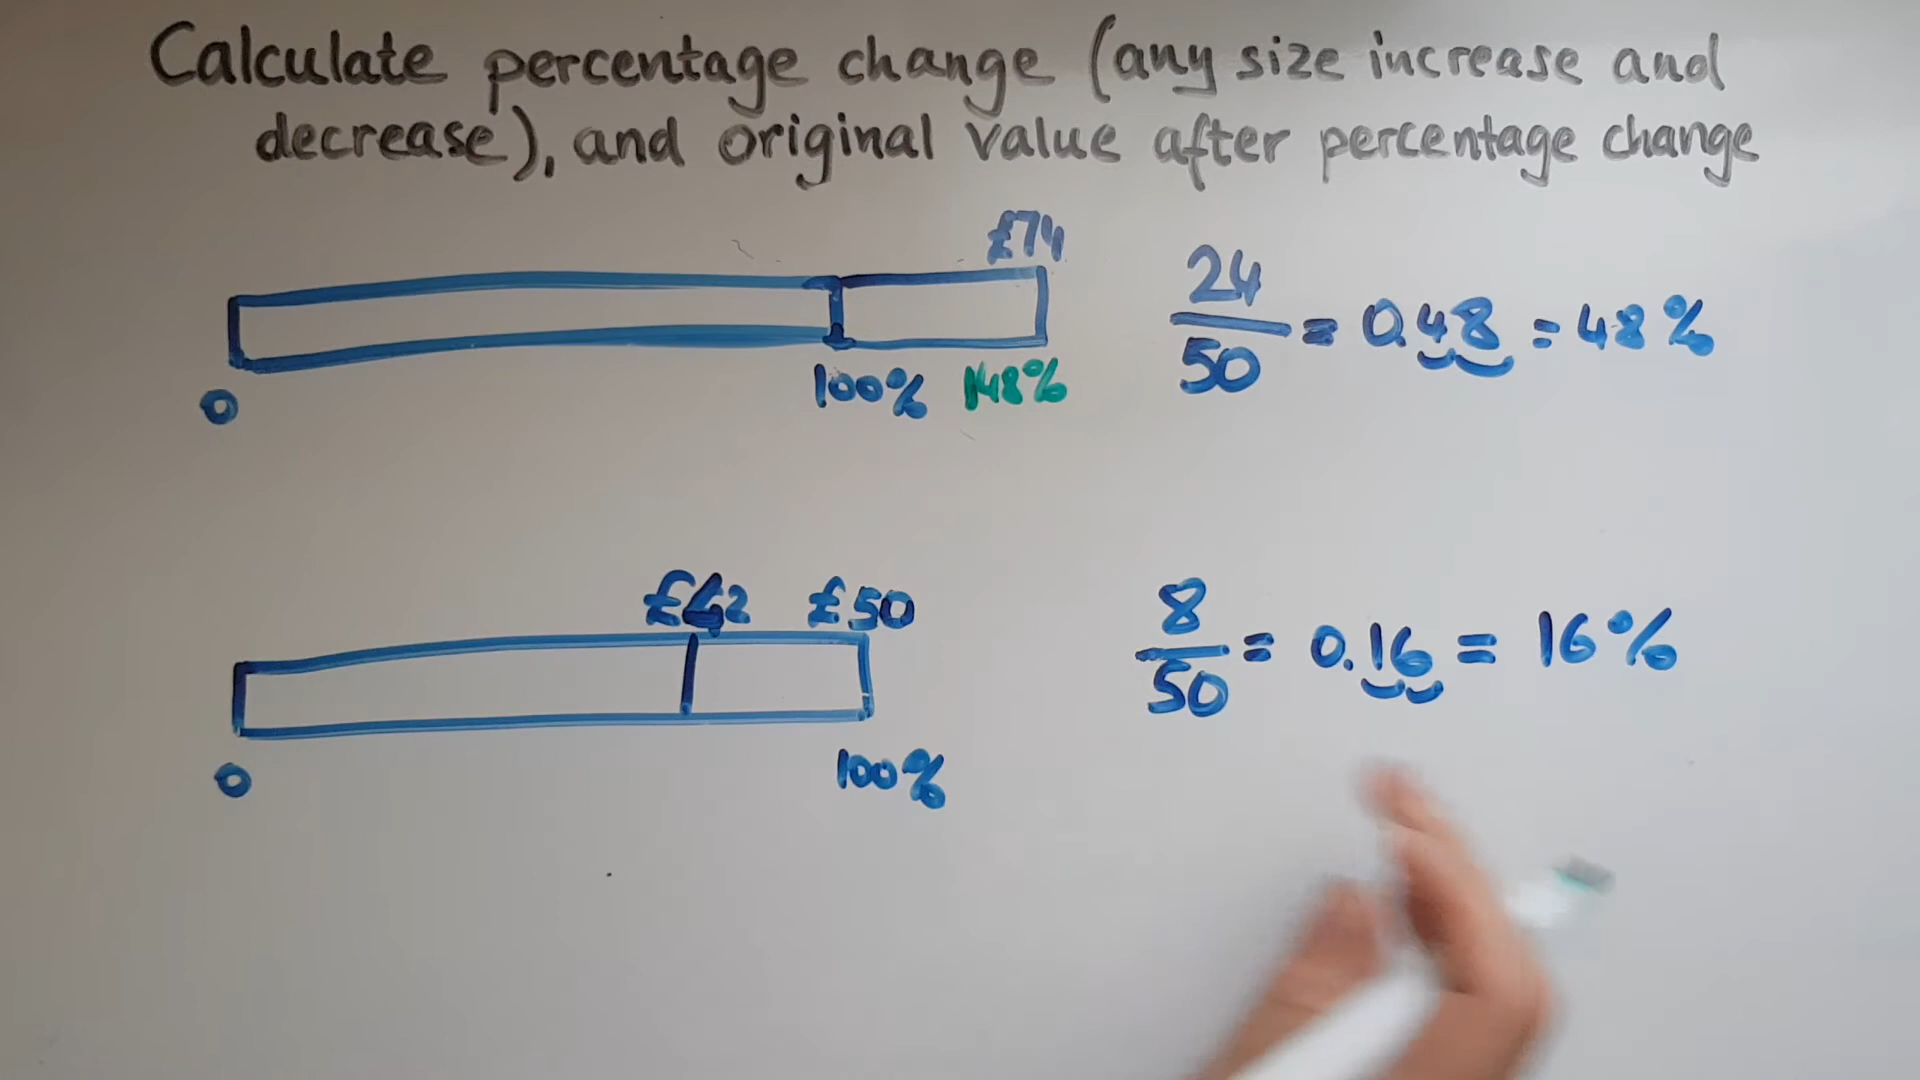 Calculate percentage change (any size increase and
decrease), and original value after percentage change
£74
0 100% 148%
24/50 = 0.48 = 48%
£42 £50
0 100%
8/50 = 0.16 = 16%